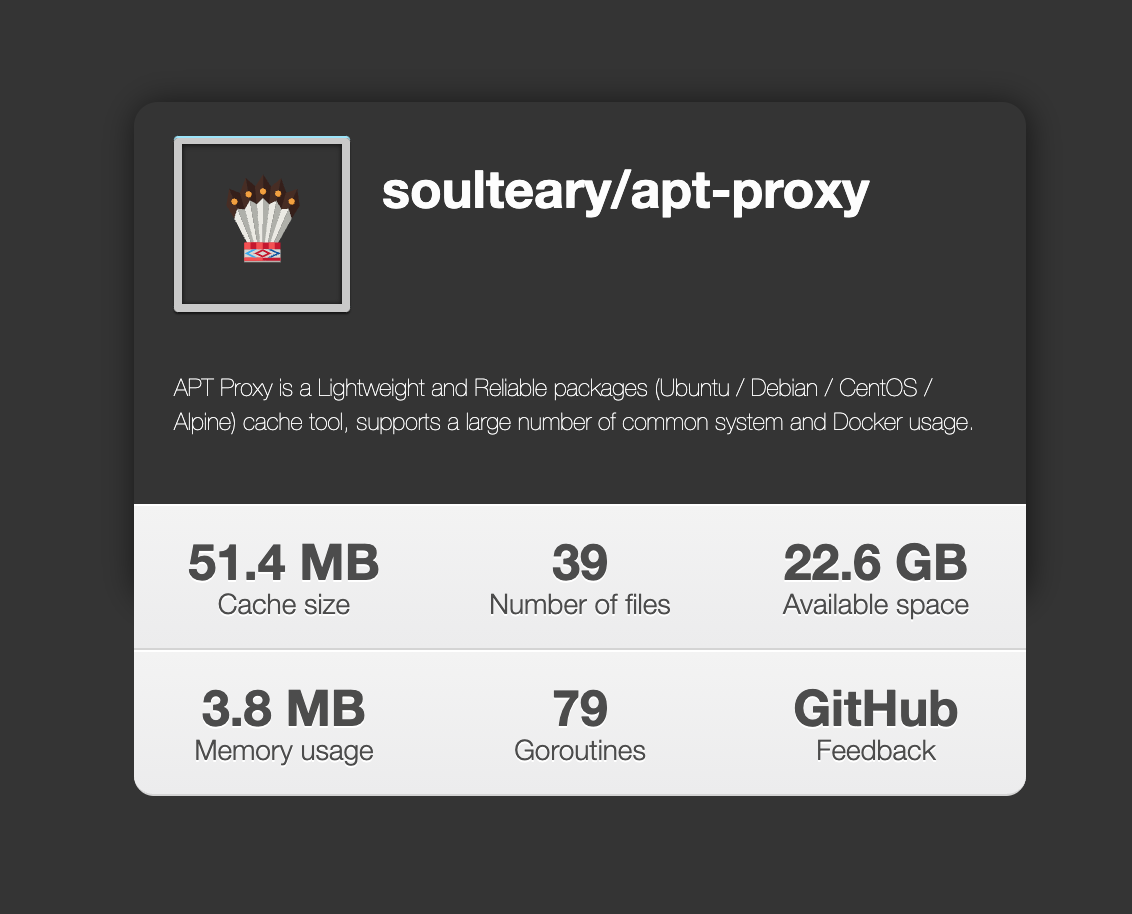 soulteary/apt-proxy
APT Proxy is a Lightweight and Reliable packages (Ubuntu / Debian / CentOS /
Alpine) cache tool, supports a large number of common system and Docker usage.
51.4 MB
Cache size
39
Number of files
22.6 GB
Available space
3.8 MB
Memory usage
79
Goroutines
GitHub
Feedback